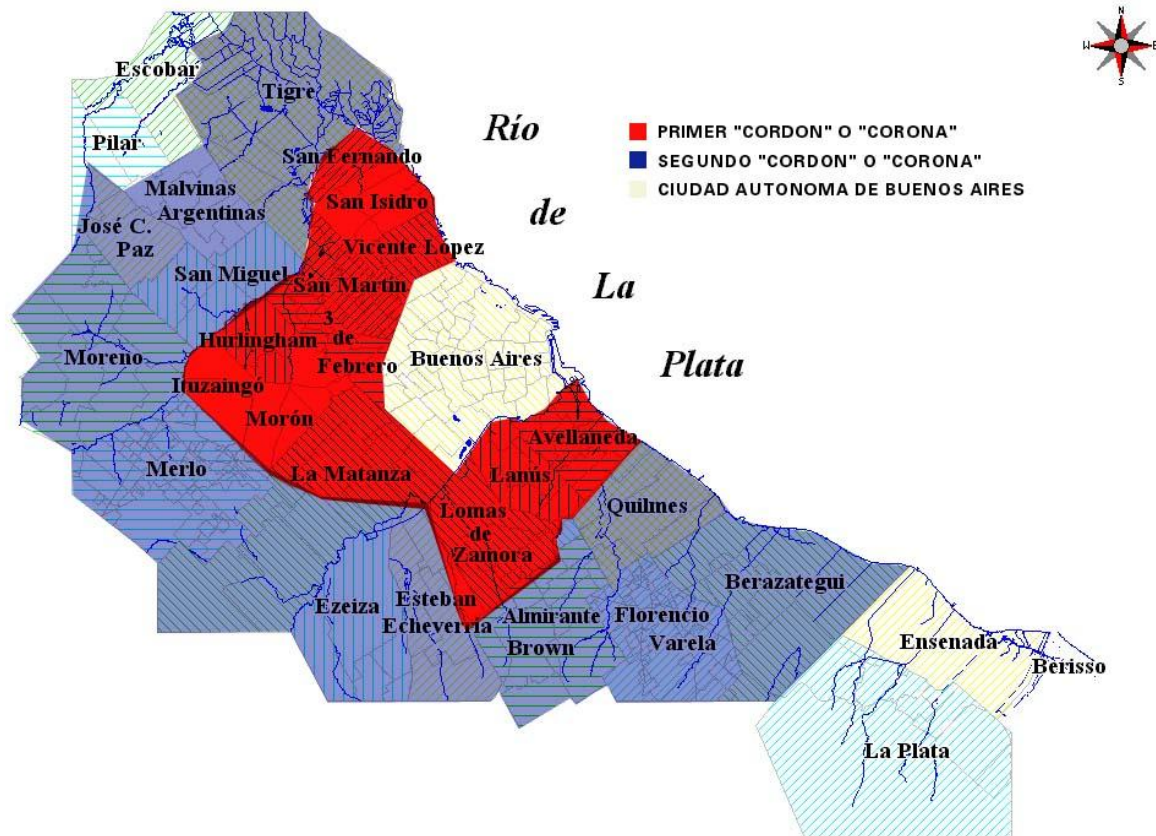 N
W
E
S
Escobar
Tigre
Río
de
La
Plata
PRIMER "CORDON" O "CORONA"
SEGUNDO "CORDON" O "CORONA"
CIUDAD AUTONOMA DE BUENOS AIRES
Pilar
San Fernando
Malvinas
Argentinas
San Isidro
José C.
Paz
Vicente López
San Miguel
San Martín
Hurlingham
3
de
Febrero
Buenos Aires
Moreno
Ituzaingó
Morón
Avellaneda
Merlo
La Matanza
Lanús
Lomas
de
Zamora
Quilmes
Berazategui
Ezeiza
Esteban
Echeverría
Almirante
Brown
Florencio
Varela
Ensenada
Berisso
La Plata